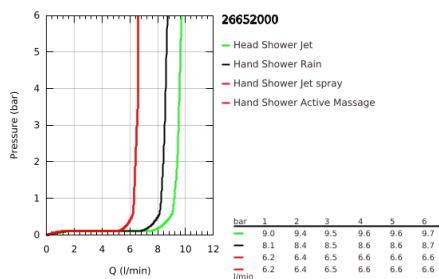 26652000
Head Shower Jet
Hand Shower Rain
Hand Shower Jet spray
Hand Shower Active Massage
Pressure (bar)
6
5
4
3
2
1
0
0 2 4 6 8 10 12
Q (l/min)
bar 1 2 3 4 5 6
9.0 9.4 9.5 9.6 9.6 9.7
8.1 8.4 8.5 8.6 8.6 8.7
6.2 6.4 6.5 6.6 6.6 6.6
6.2 6.4 6.5 6.6 6.6 6.6
l/min